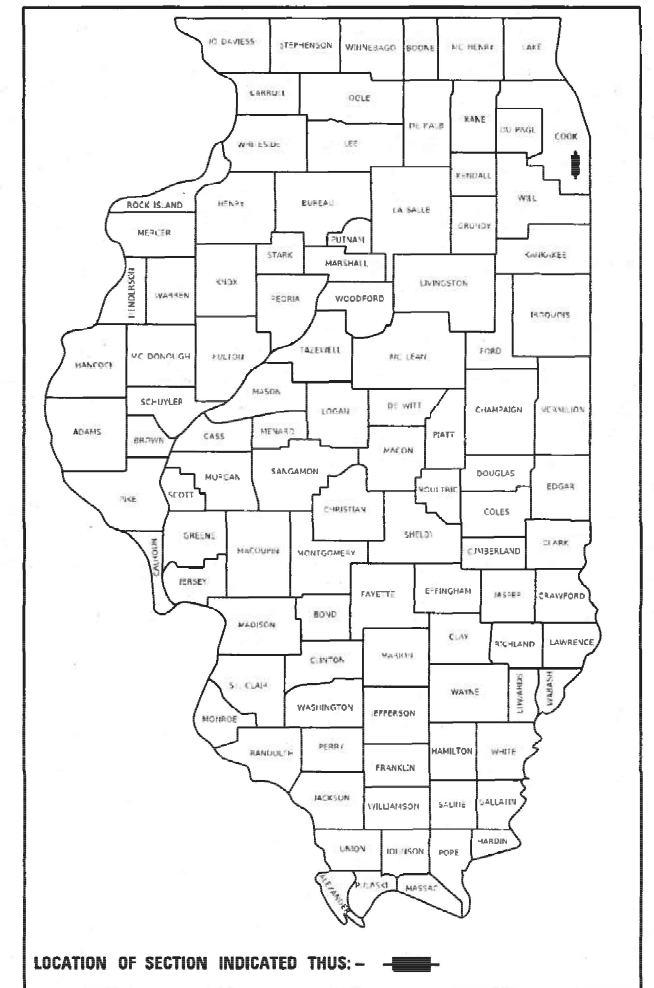 JO DAVIESS STEPHENSON WINNEBAGO BOONE MC HENRY LAKE
CARROLL OGLE DE KALB KANE DU PAGE COOK
WHITESIDE LEE
KENDALL
ROCK ISLAND HENRY BUREAU LA SALLE WILL
MERCER PUTNAM GRUNDY
STARK MARSHALL KANKAKEE
HENDERSON WARREN KNOX PEORIA WOODFORD LIVINGSTON
IROQUOIS
HANCOCK MC DONOUGH FULTON TAZEWELL MC LEAN FORD
SCHUYLER MASON
LOGAN DE WITT CHAMPAIGN VERMILION
ADAMS BROWN CASS MENARD PIATT
MACON
PIKE SCOTT MORGAN SANGAMON MOULTRIE DOUGLAS EDGAR
CHRISTIAN COLES
CALHOUN GREENE MACOUPIN MONTGOMERY SHELBY CUMBERLAND CLARK
JERSEY
FAYETTE EFFINGHAM JASPER CRAWFORD
MADISON BOND
CLAY RICHLAND LAWRENCE
CLINTON MARION
ST. CLAIR WAYNE EDWARDS WABASH
MONROE WASHINGTON JEFFERSON
RANDOLPH PERRY HAMILTON WHITE
FRANKLIN
JACKSON WILLIAMSON SALINE GALLATIN
UNION JOHNSON POPE HARDIN
ALEXANDER PULASKI MASSAC
LOCATION OF SECTION INDICATED THUS: –